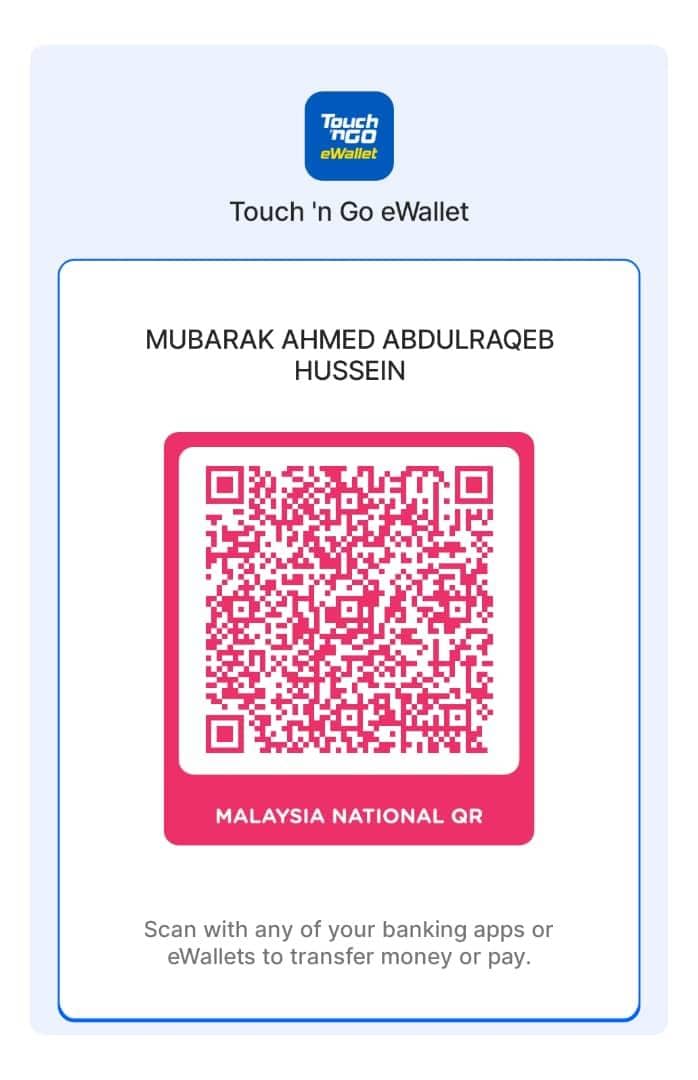 Touch
'nGO
eWallet
Touch 'n Go eWallet
MUBARAK AHMED ABDULRAQEB
HUSSEIN
MALAYSIA NATIONAL QR
Scan with any of your banking apps or
eWallets to transfer money or pay.